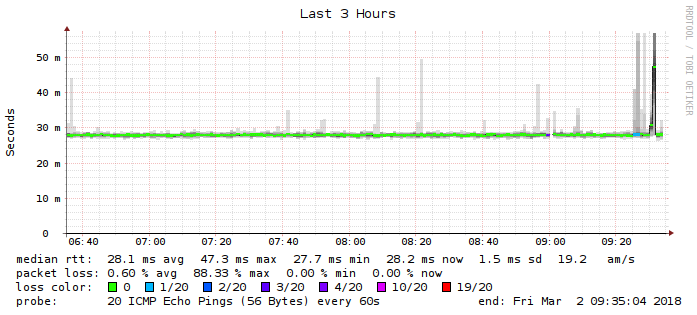 Last 3 Hours
RRDTOOL / TOBI OETIKER
Seconds
50 m
40 m
30 m
20 m
10 m
0
06:40 07:00 07:20 07:40 08:00 08:20 08:40 09:00 09:20
median rtt: 28.1 ms avg 47.3 ms max 27.7 ms min 28.2 ms now 1.5 ms sd 19.2 am/s
packet loss: 0.60 % avg 88.33 % max 0.00 % min 0.00 % now
loss color: 0 1/20 2/20 3/20 4/20 10/20 19/20
probe: 20 ICMP Echo Pings (56 Bytes) every 60s end: Fri Mar 2 09:35:04 2018